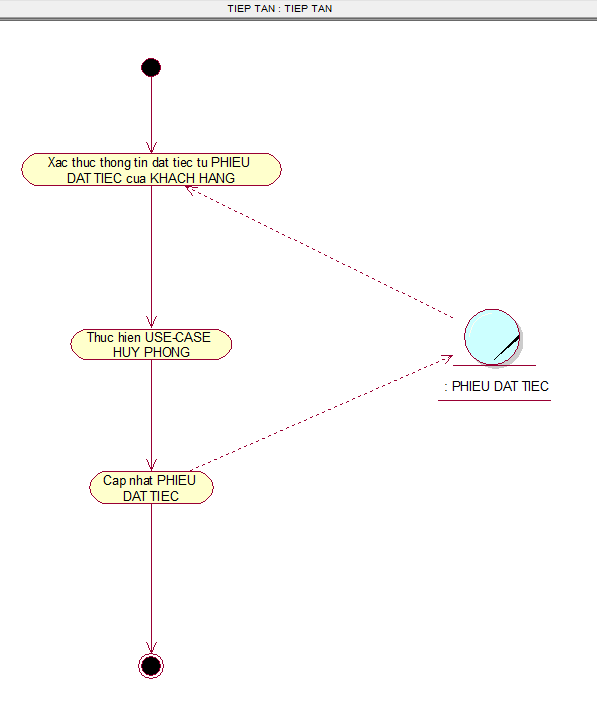 TIEP TAN : TIEP TAN
Xac thuc thong tin dat tiec tu PHIEU
DAT TIEC cua KHACH HANG
Thuc hien USE-CASE
HUY PHONG
: PHIEU DAT TIEC
Cap nhat PHIEU
DAT TIEC